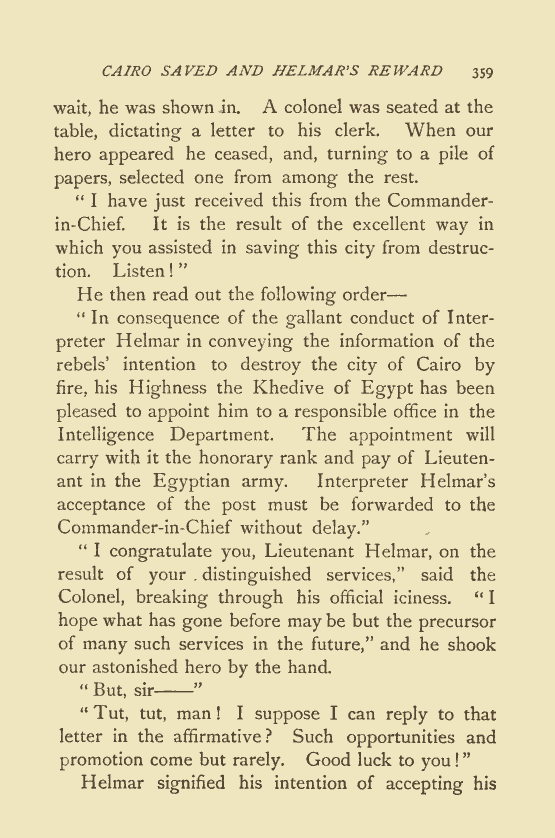 CAIRO SAVED AND HELMAR'S REWARD 359
wait, he was shown in. A colonel was seated at the
table, dictating a letter to his clerk. When our
hero appeared he ceased, and, turning to a pile of
papers, selected one from among the rest.
" I have just received this from the Commander-
in-Chief. It is the result of the excellent way in
which you assisted in saving this city from destruc-
tion. Listen ! "
He then read out the following order—
" In consequence of the gallant conduct of Inter-
preter Helmar in conveying the information of the
rebels' intention to destroy the city of Cairo by
fire, his Highness the Khedive of Egypt has been
pleased to appoint him to a responsible office in the
Intelligence Department. The appointment will
carry with it the honorary rank and pay of Lieuten-
ant in the Egyptian army. Interpreter Helmar's
acceptance of the post must be forwarded to the
Commander-in-Chief without delay."
" I congratulate you, Lieutenant Helmar, on the
result of your distinguished services," said the
Colonel, breaking through his official iciness. " I
hope what has gone before may be but the precursor
of many such services in the future," and he shook
our astonished hero by the hand.
" But, sir——"
" Tut, tut, man ! I suppose I can reply to that
letter in the affirmative ? Such opportunities and
promotion come but rarely. Good luck to you ! "
Helmar signified his intention of accepting his